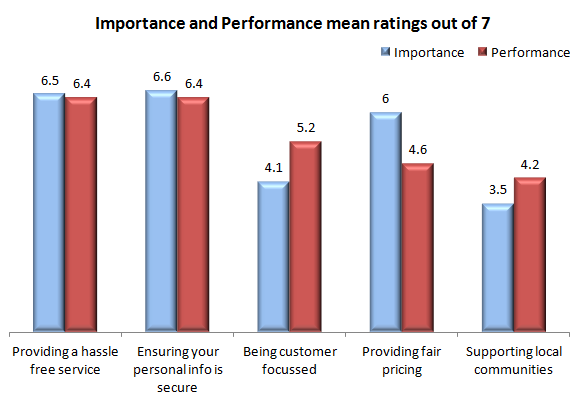 Importance and Performance mean ratings out of 7
Importance Performance
6.5 6.4 6.6 6.4 4.1 5.2 6 4.6 3.5 4.2
Providing a hassle free service
Ensuring your personal info is secure
Being customer focussed
Providing fair pricing
Supporting local communities